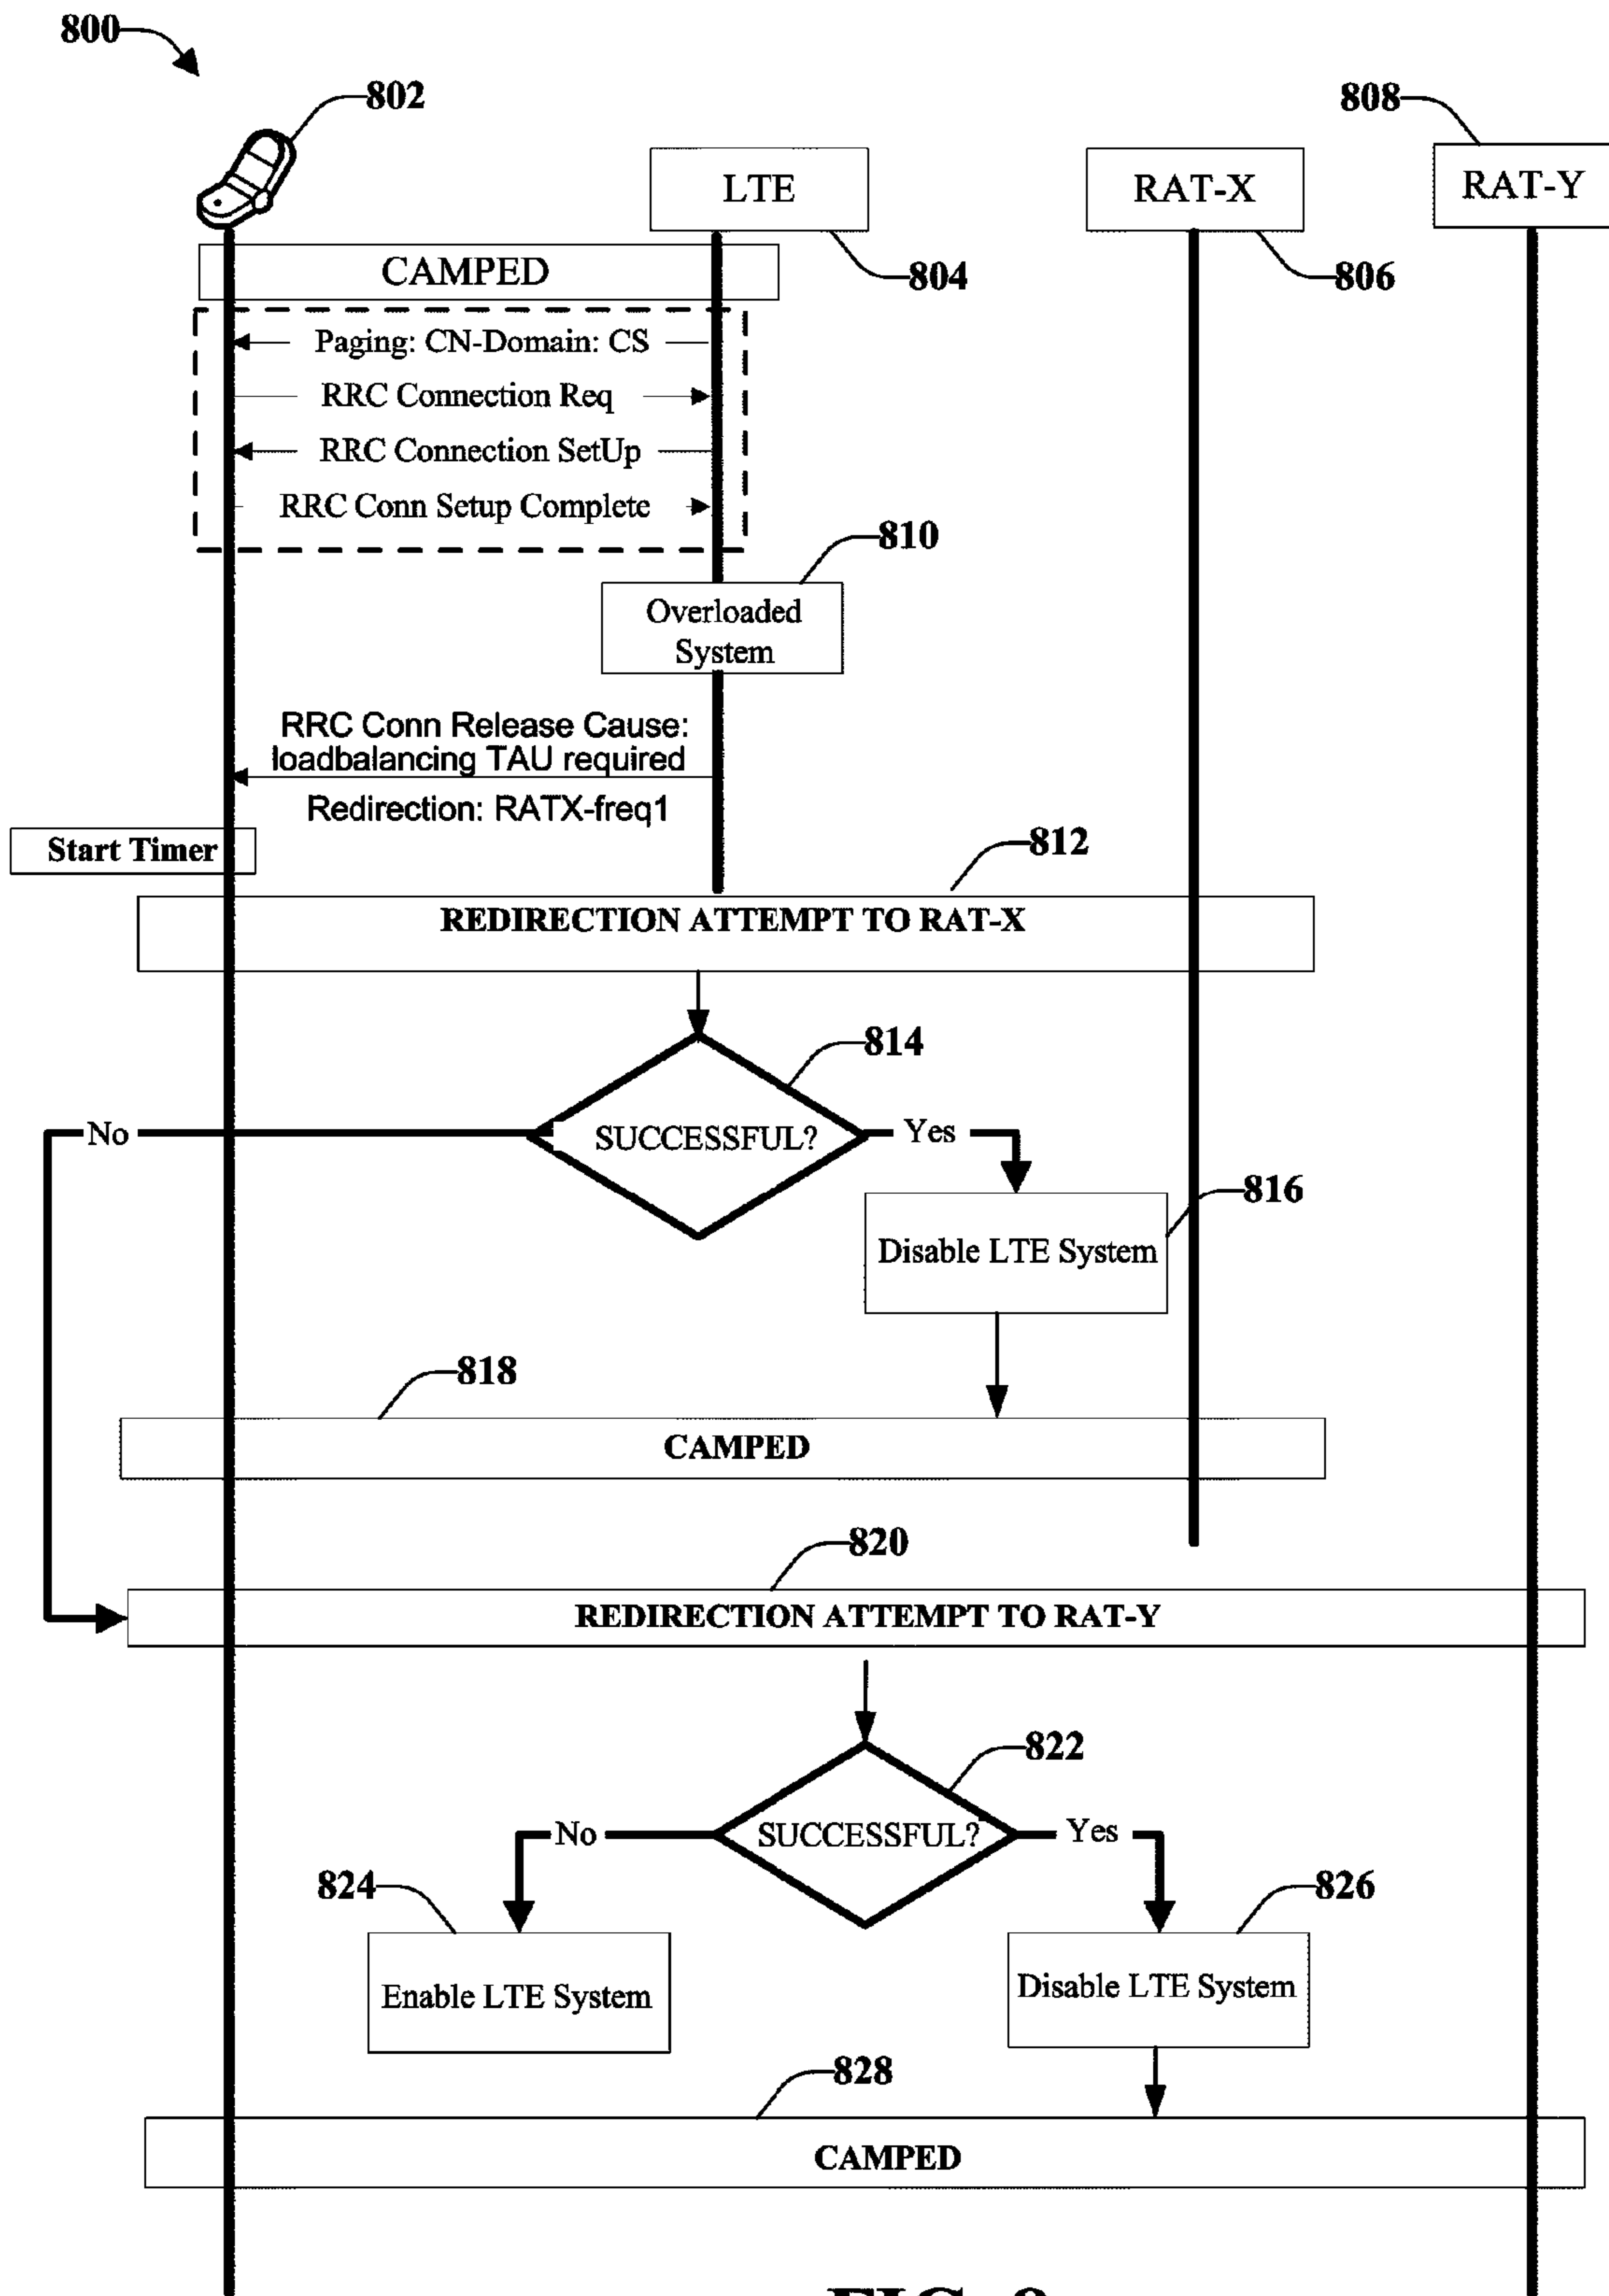 800
802
808
LTE
RAT-X
RAT-Y
804
806
CAMPED
Paging: CN-Domain: CS
RRC Connection Req
RRC Connection SetUp
RRC Conn Setup Complete
810
Overloaded
System
RRC Conn Release Cause:
loadbalancing TAU required
Redirection: RATX-freq1
Start Timer
812
REDIRECTION ATTEMPT TO RAT-X
814
No
SUCCESSFUL?
Yes
816
Disable LTE System
818
CAMPED
820
REDIRECTION ATTEMPT TO RAT-Y
822
No
SUCCESSFUL?
Yes
824
826
Enable LTE System
Disable LTE System
828
CAMPED